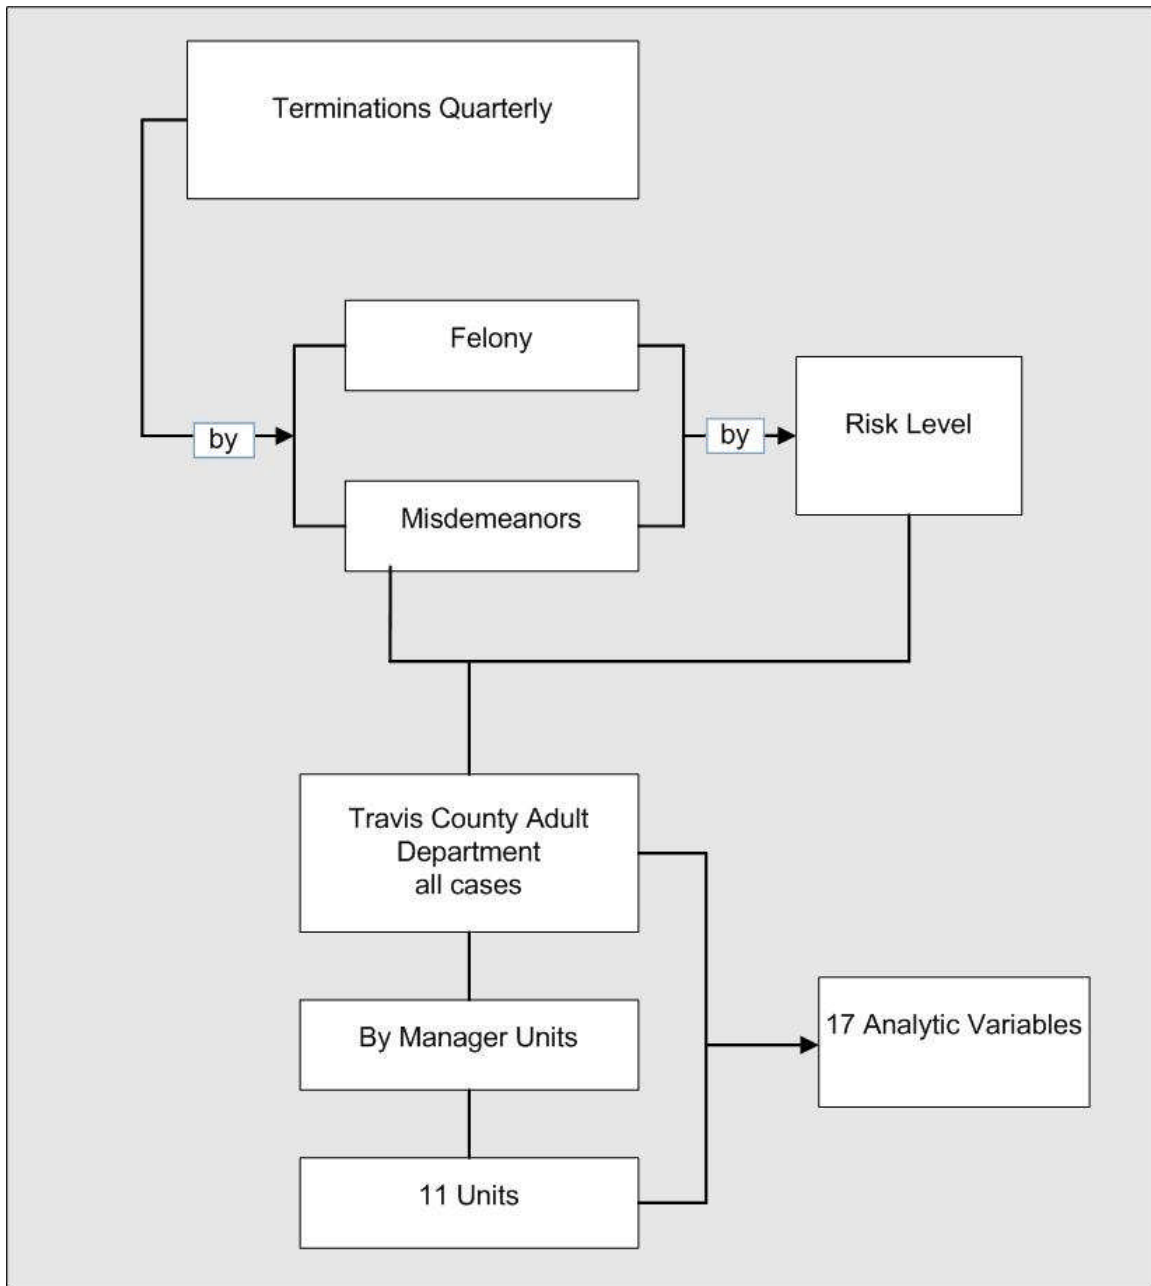 Terminations Quarterly
Felony
by
by
Risk Level
Misdemeanors
Travis County Adult
Department
all cases
17 Analytic Variables
By Manager Units
11 Units